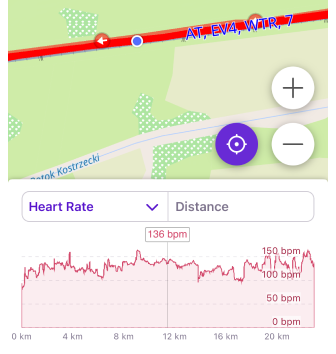 AT, EV4, WTR, 7
Potok Kostrzecki
Heart Rate
Distance
136 bpm
150 bpm
100 bpm
50 bpm
0 bpm
0 km 4 km 8 km 12 km 16 km 20 km